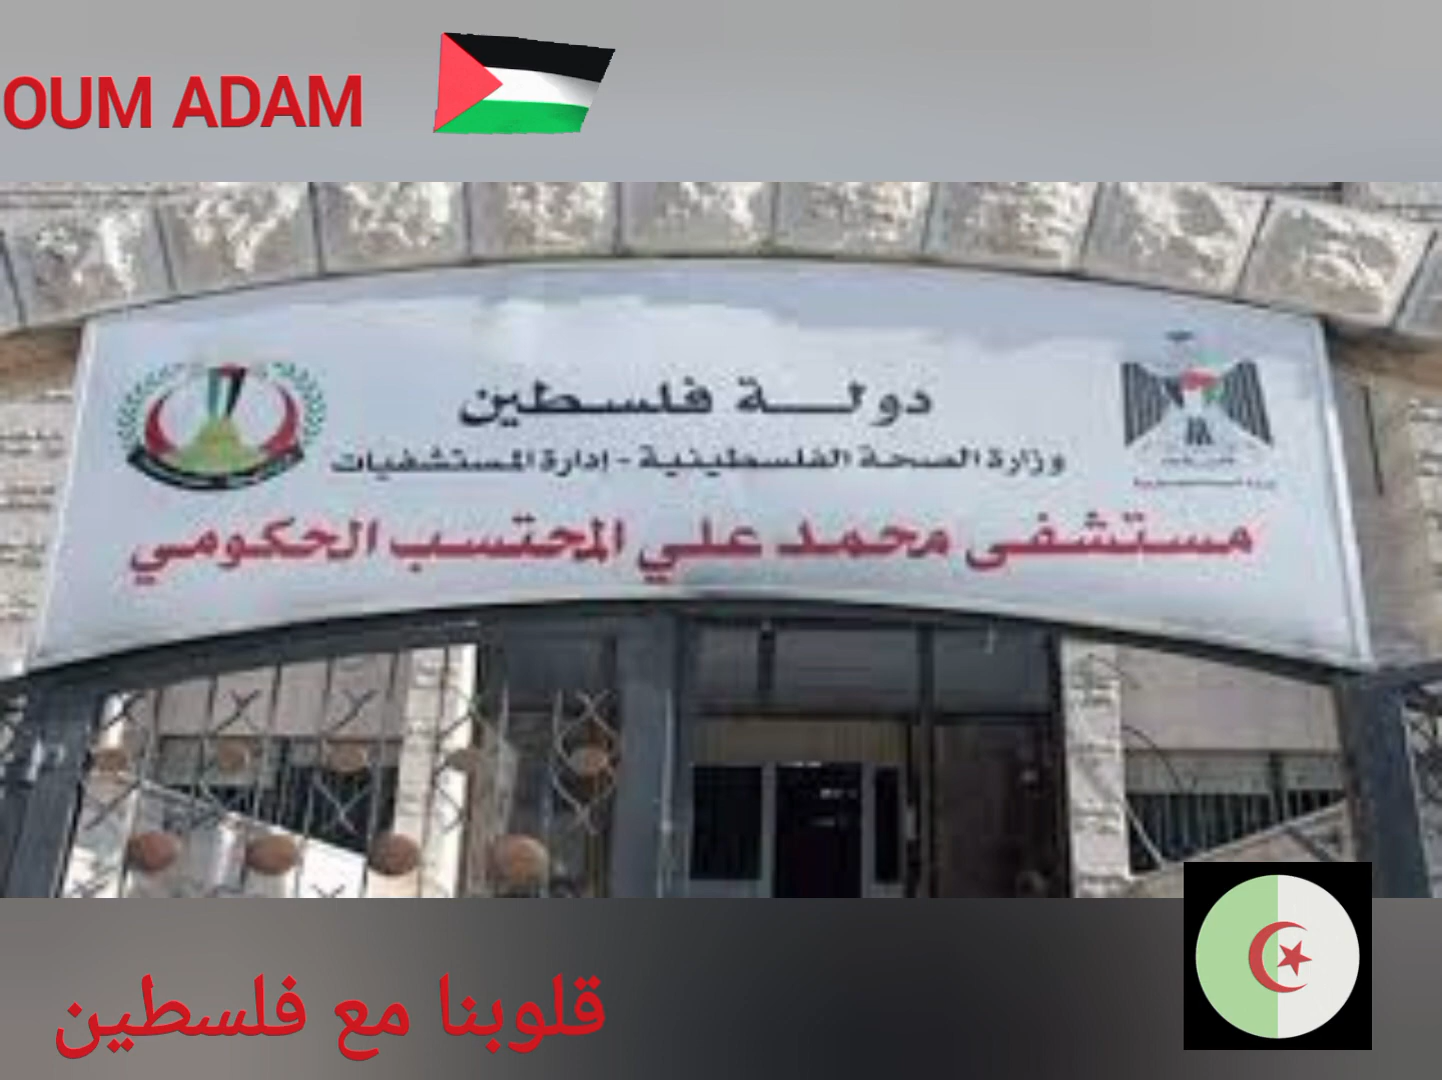 OUM ADAM
دولة فلسطين
وزارة الصحة الفلسطينية - إدارة المستشفيات
مستشفى محمد علي المحتسب الحكومي
قلوبنا مع فلسطين